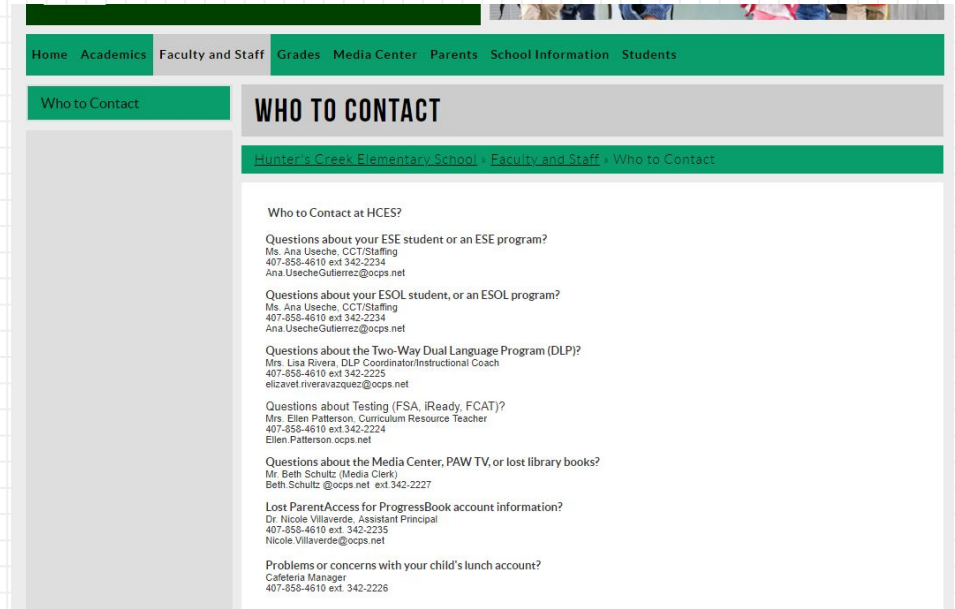 Home Academics Faculty and Staff Grades Media Center Parents School Information Students
Who to Contact
WHO TO CONTACT
Hunter's Creek Elementary School » Faculty and Staff » Who to Contact
Who to Contact at HCES?
Questions about your ESE student or an ESE program?
Ms. Ana Useche, CCT/Staffing
407-858-4610 ext 342-2234
Ana.UsecheGutierrez@ocps.net
Questions about your ESOL student, or an ESOL program?
Ms. Ana Useche, CCT/Staffing
407-858-4610 ext 342-2234
Ana.UsecheGutierrez@ocps.net
Questions about the Two-Way Dual Language Program (DLP)?
Mrs. Lisa Rivera, DLP Coordinator/Instructional Coach
407-858-4610 ext 342-2225
elizavet.riveravazquez@ocps.net
Questions about Testing (FSA, iReady, FCAT)?
Mrs. Ellen Patterson, Curriculum Resource Teacher
407-858-4610 ext.342-2224
Ellen.Patterson.ocps.net
Questions about the Media Center, PAW TV, or lost library books?
Mr. Beth Schultz (Media Clerk)
Beth.Schultz @ocps.net ext.342-2227
Lost ParentAccess for ProgressBook account information?
Dr. Nicole Villaverde, Assistant Principal
407-858-4610 ext. 342-2235
Nicole.Villaverde@ocps.net
Problems or concerns with your child's lunch account?
Cafeteria Manager
407-858-4610 ext. 342-2226